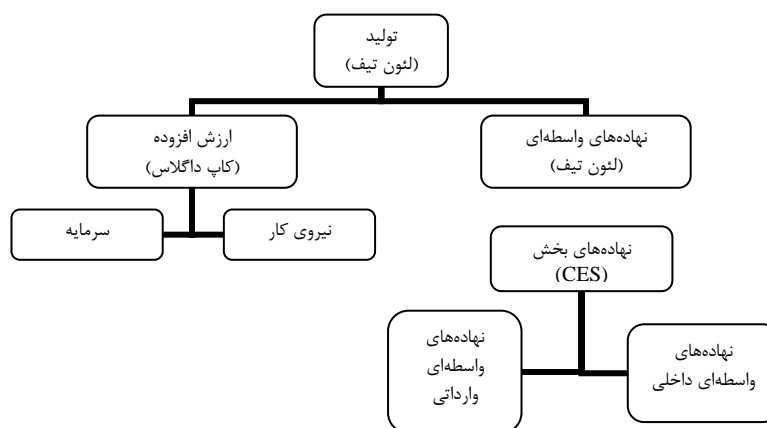 تولید
(لئون تیف)
ارزش افزوده
(کاپ داگلاس)
نهاده‌های واسطه‌ای
(لئون تیف)
نیروی کار
سرمایه
نهاده‌های بخش
(CES)
نهاده‌های
واسطه‌ای داخلی
نهاده‌های
واسطه‌ای
وارداتی